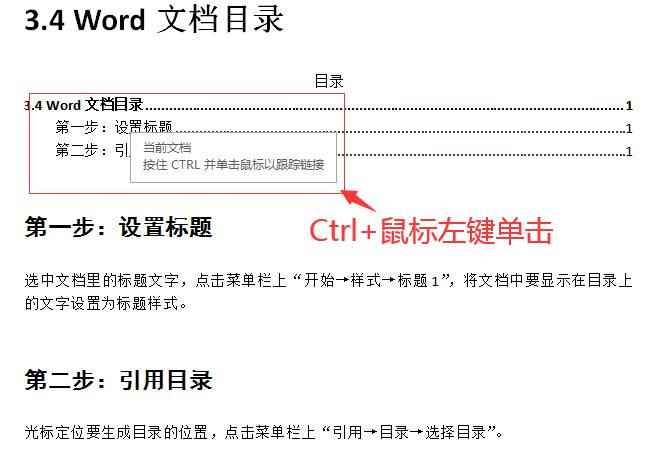 3.4 Word 文档目录
目录
3.4 Word 文档目录......1
第一步：设置标题......1
第二步：引......1
当前文档
按住 CTRL 并单击鼠标以跟踪链接
Ctrl+鼠标左键单击
第一步：设置标题
选中文档里的标题文字，点击菜单栏上“开始→样式→标题 1”，将文档中要显示在目录上
的文字设置为标题样式。
第二步：引用目录
光标定位要生成目录的位置，点击菜单栏上“引用→目录→选择目录”。